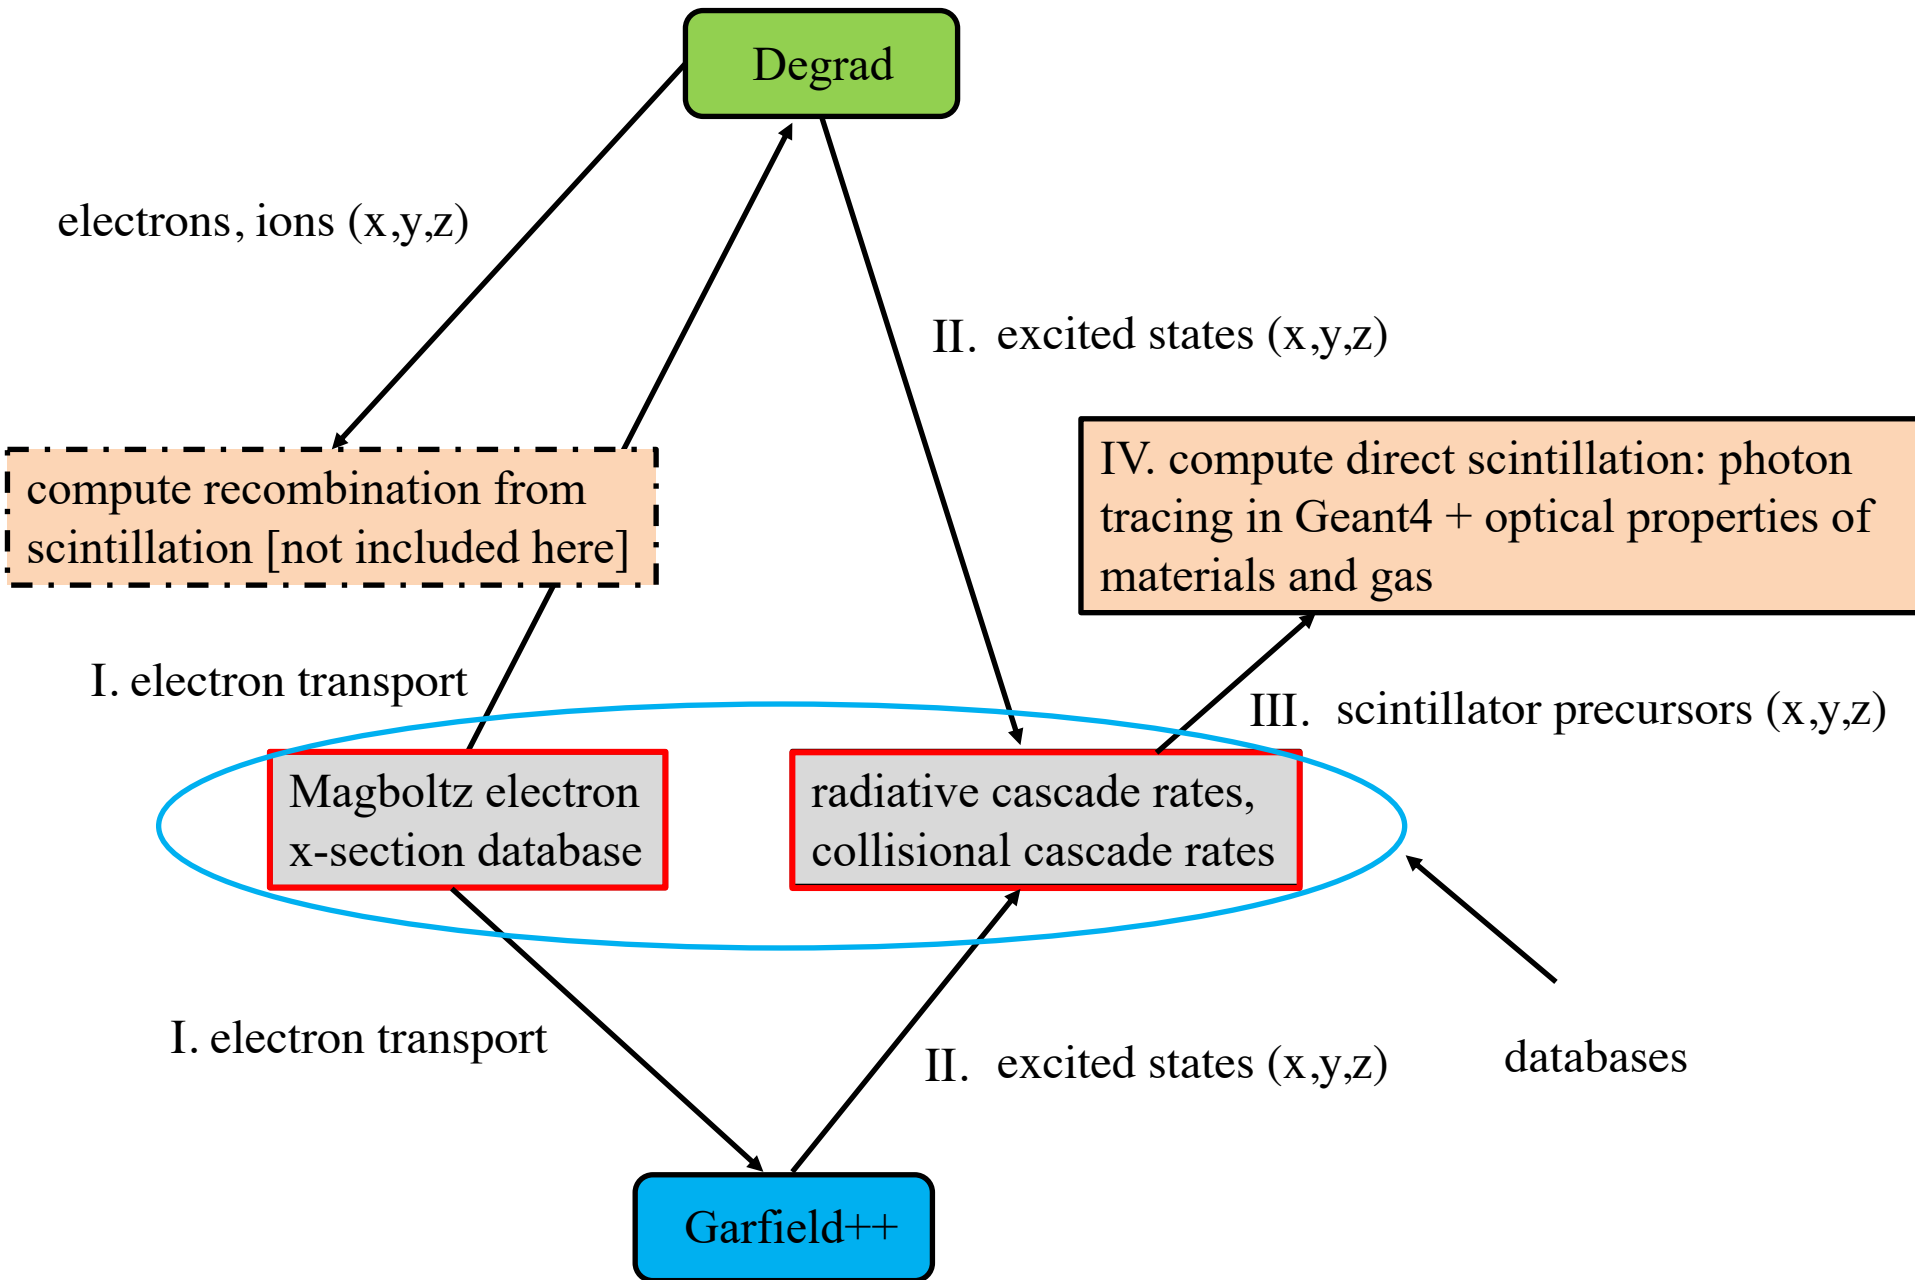 Degrad
electrons, ions (x,y,z)
II. excited states (x,y,z)
compute recombination from
scintillation [not included here]
IV. compute direct scintillation: photon
tracing in Geant4 + optical properties of
materials and gas
I. electron transport
III. scintillator precursors (x,y,z)
Magboltz electron
x-section database
radiative cascade rates,
collisional cascade rates
I. electron transport
II. excited states (x,y,z)
databases
Garfield++